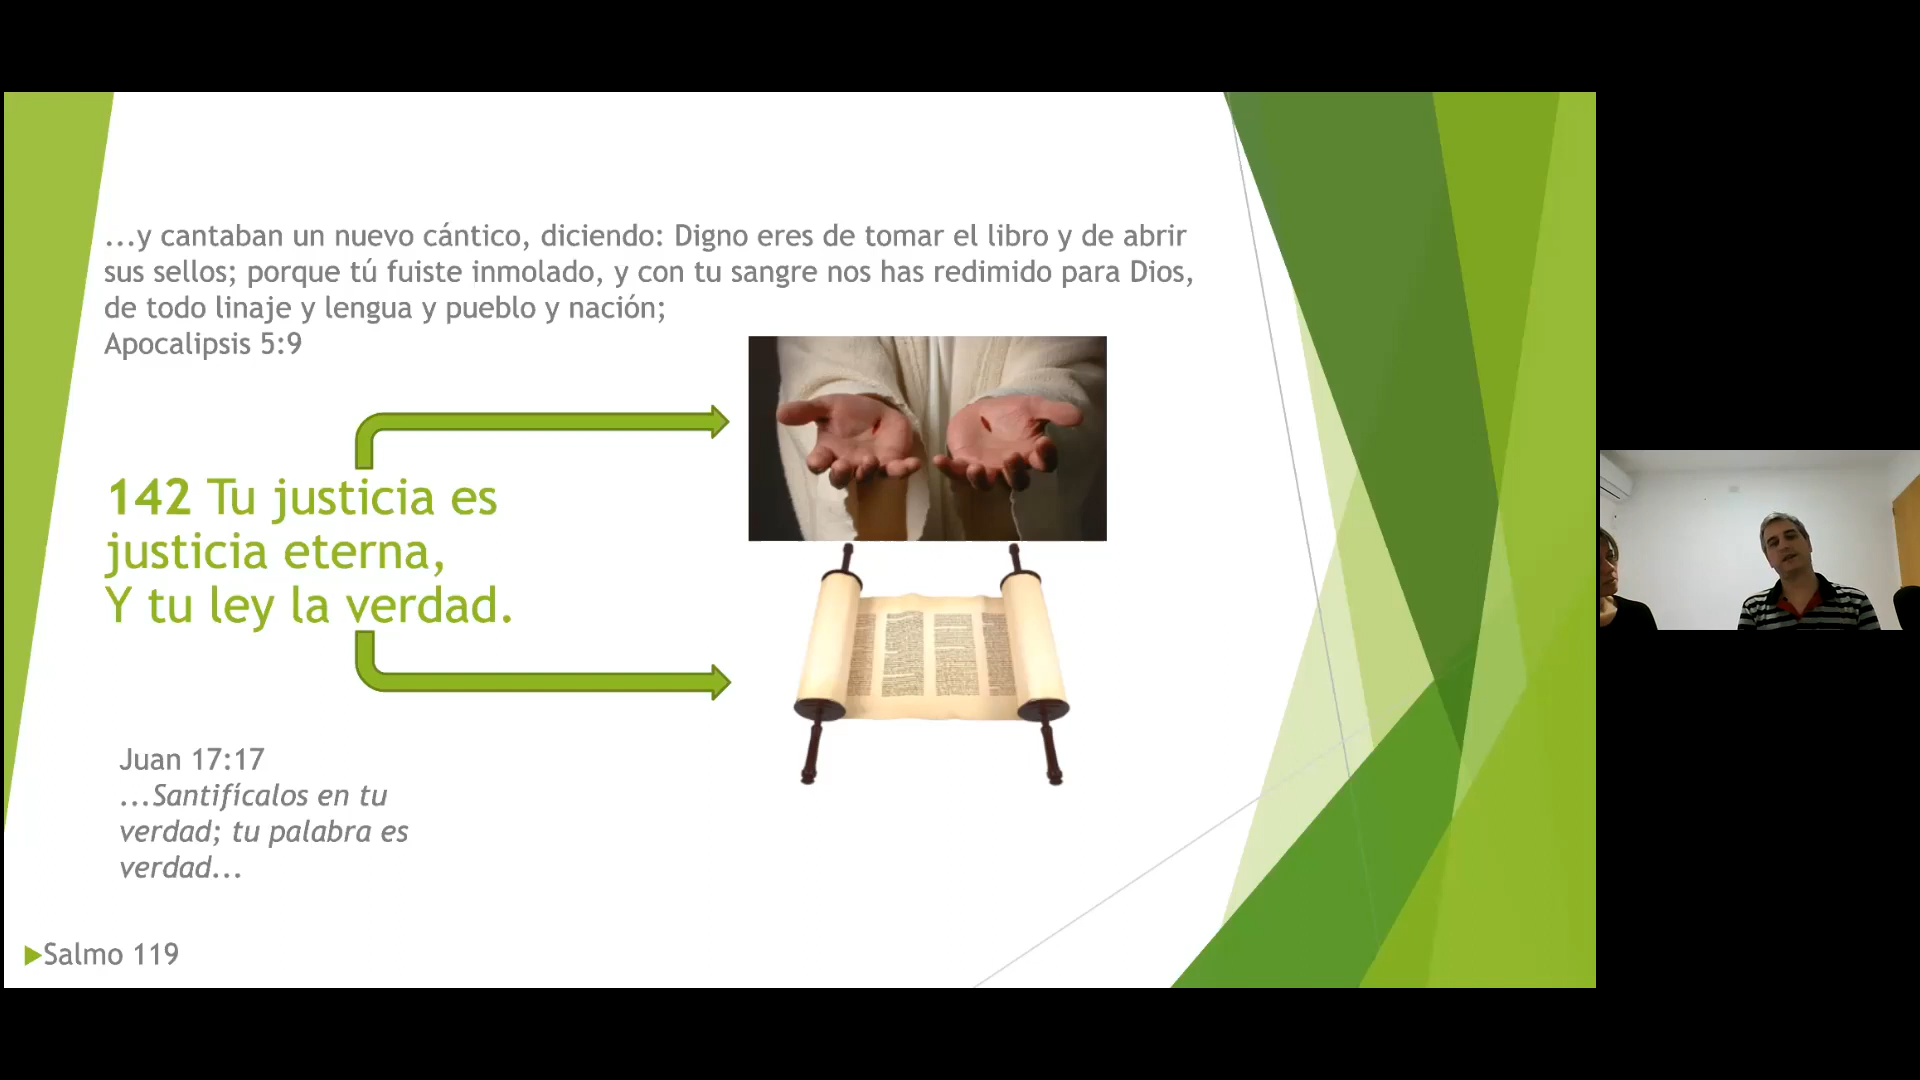 ...y cantaban un nuevo cántico, diciendo: Digno eres de tomar el libro y de abrir
sus sellos; porque tú fuiste inmolado, y con tu sangre nos has redimido para Dios,
de todo linaje y lengua y pueblo y nación;
Apocalipsis 5:9
142 Tu justicia es
justicia eterna,
Y tu ley la verdad.
Juan 17:17
...Santifícalos en tu
verdad; tu palabra es
verdad...
Salmo 119